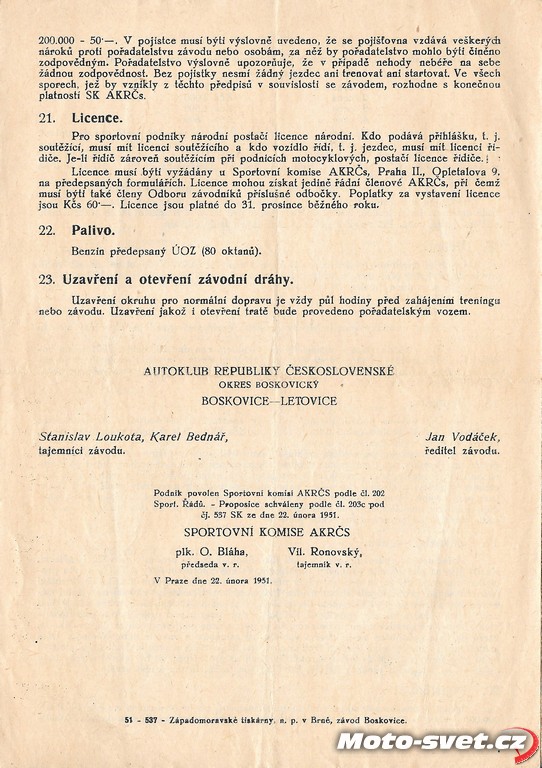 200.000 - 50·—. V pojistce musí býti výslovně uvedeno, že se pojišťovna vzdává veškerých
nároků proti pořadatelstvu závodu nebo osobám, za něž by pořadatelstvo mohlo býti činěno
zodpovědným. Pořadatelstvo výslovně upozorňuje, že v případě nehody nebéře na sebe
žádnou zodpovědnost. Bez pojistky nesmí žádný jezdec ani trenovat ani startovat. Ve všech
sporech, jež by vznikly z těchto předpisů v souvislosti se závodem, rozhodne s konečnou
platností SK AKRČs.
21. Licence.
Pro sportovní podniky národní postačí licence národní. Kdo podává přihlášku, t. j.
soutěžící, musí mít licenci soutěžícího a kdo vozidlo řídí, t. j. jezdec, musí mít licenci ři-
diče. Je-li řidič zároveň soutěžícím při podnicích motocyklových, postačí licence řidiče.
Licence musí býti vyžádány u Sportovní komise AKRČs, Praha II., Opletalova 9.
na předepsaných formulářích. Licence mohou získat jedině řádní členové AKRČs, při čemž
musí býti také členy Odboru závodníků příslušné odbočky. Poplatky za vystavení licence
jsou Kčs 60·—. Licence jsou platné do 31. prosince běžného roku.
22. Palivo.
Benzin předepsaný ÚOZ (80 oktanů).
23. Uzavření a otevření závodní dráhy.
Uzavření okruhu pro normální dopravu je vždy půl hodiny před zahájením treningu
nebo závodu. Uzavření jakož i otevření tratě bude provedeno pořadatelským vozem.
AUTOKLUB REPUBLIKY ČESKOSLOVENSKÉ
OKRES BOSKOVICKÝ
BOSKOVICE—LETOVICE
Stanislav Loukota, Karel Bednář,
tajemníci závodu.
Jan Vodáček,
ředitel závodu.
Podnik povolen Sportovní komisí AKRČS podle čl. 202
Sport. Řádů. - Proposice schváleny podle čl. 203c pod
čj. 537 SK ze dne 22. února 1951.
SPORTOVNÍ KOMISE AKRČS
plk. O. Bláha,
předseda v. r.
Vil. Ronovský,
tajemník v. r.
V Praze dne 22. února 1951.
51 - 537 - Západomoravské tiskárny, n. p. v Brně, závod Boskovice.
Moto-svet.cz